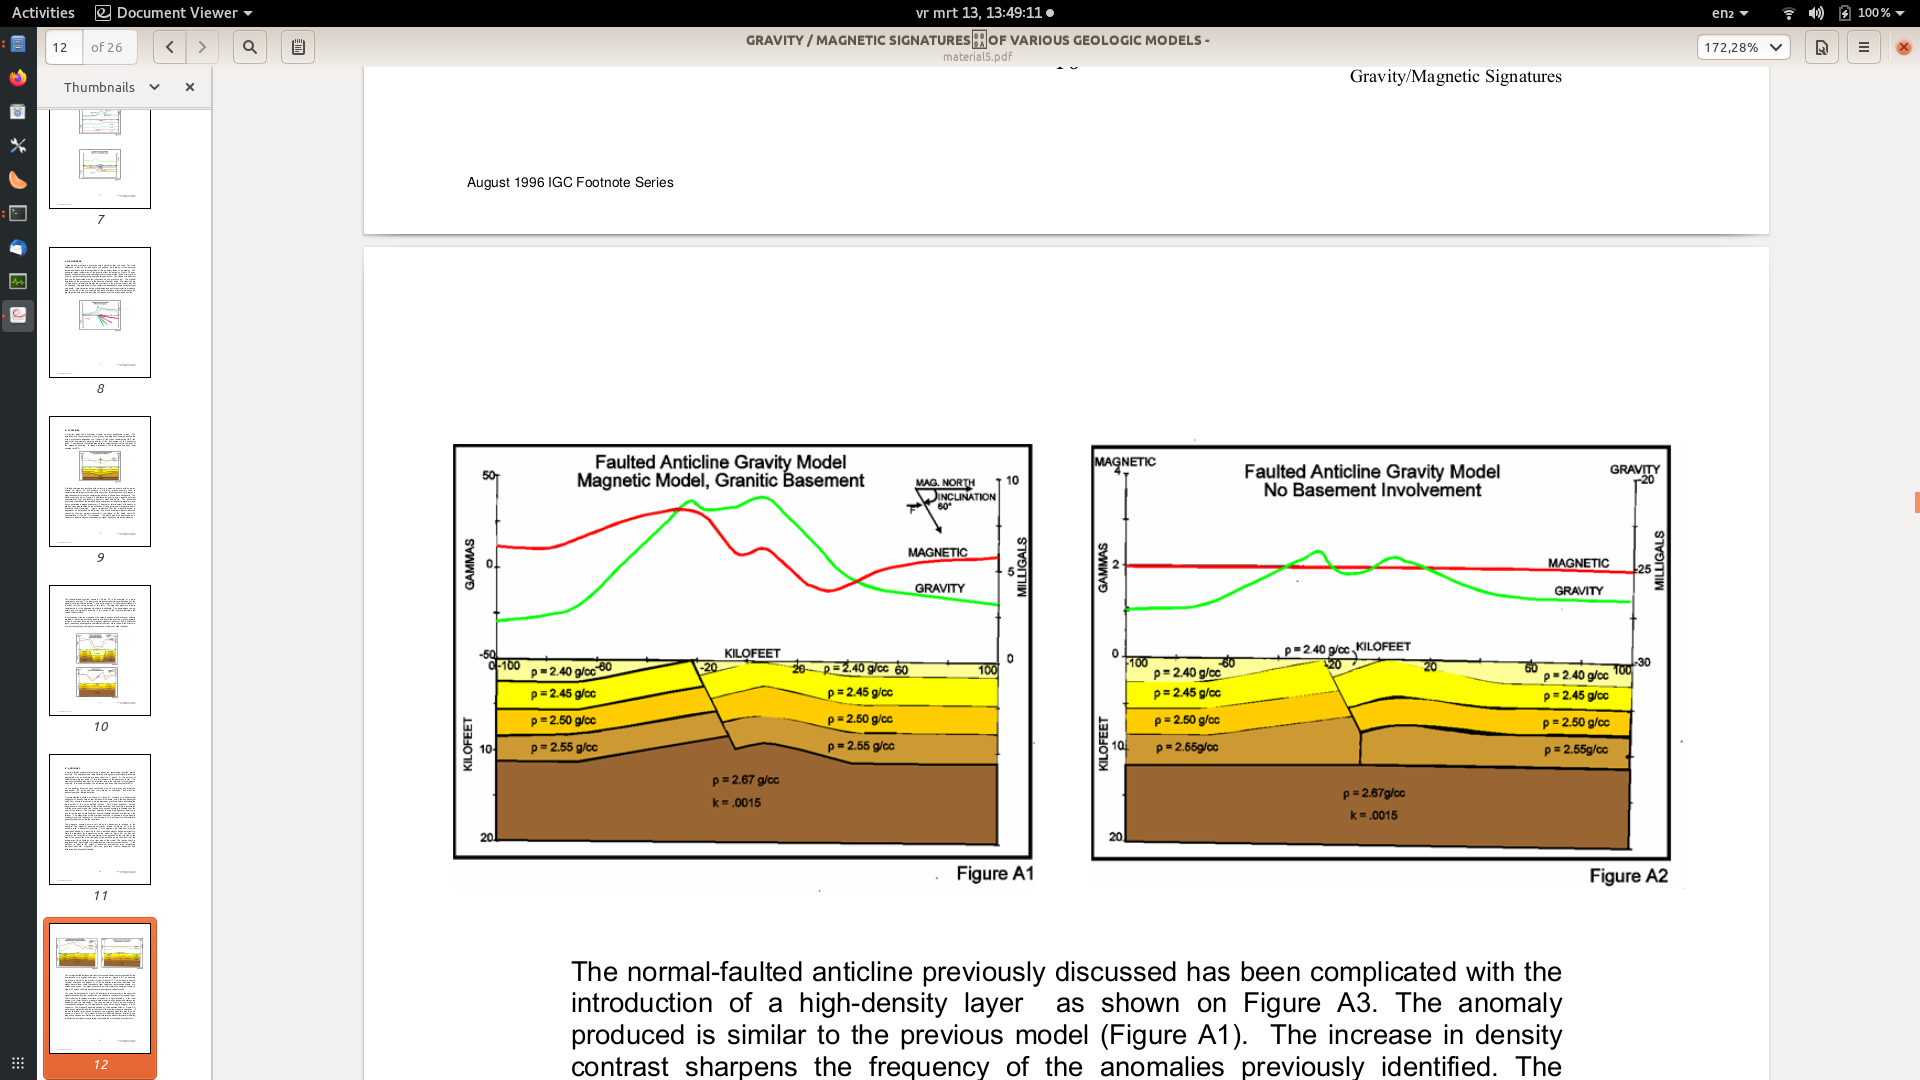 Activities
Document Viewer
vr mrt 13, 13:49:11
en₂
100%
12
of 26
GRAVITY / MAGNETIC SIGNATURES OF VARIOUS GEOLOGIC MODELS -
material5.pdf
172,28%
Thumbnails
7
8
9
10
11
12
Gravity/Magnetic Signatures
August 1996 IGC Footnote Series
Faulted Anticline Gravity Model
Magnetic Model, Granitic Basement
MAG. NORTH
INCLINATION
60°
F
50
0
-50
GAMMAS
10
5
0
MILLIGALS
MAGNETIC
GRAVITY
KILOFEET
0
-100
-60
-20
20
60
100
ρ = 2.40 g/cc
ρ = 2.40 g/cc
ρ = 2.45 g/cc
ρ = 2.45 g/cc
ρ = 2.50 g/cc
ρ = 2.50 g/cc
ρ = 2.55 g/cc
ρ = 2.55 g/cc
KILOFEET
10
20
ρ = 2.67 g/cc
k = .0015
Figure A1
MAGNETIC
4
2
0
GAMMAS
Faulted Anticline Gravity Model
No Basement Involvement
GRAVITY
-20
-25
-30
MILLIGALS
MAGNETIC
GRAVITY
ρ = 2.40 g/cc
KILOFEET
-100
-60
-20
20
60
100
ρ = 2.40 g/cc
ρ = 2.40 g/cc
ρ = 2.45 g/cc
ρ = 2.45 g/cc
ρ = 2.50 g/cc
ρ = 2.50 g/cc
ρ = 2.55g/cc
ρ = 2.55g/cc
KILOFEET
10
20
ρ = 2.67g/cc
k = .0015
Figure A2
The normal-faulted anticline previously discussed has been complicated with the
introduction of a high-density layer as shown on Figure A3. The anomaly
produced is similar to the previous model (Figure A1). The increase in density
contrast sharpens the frequency of the anomalies previously identified. The